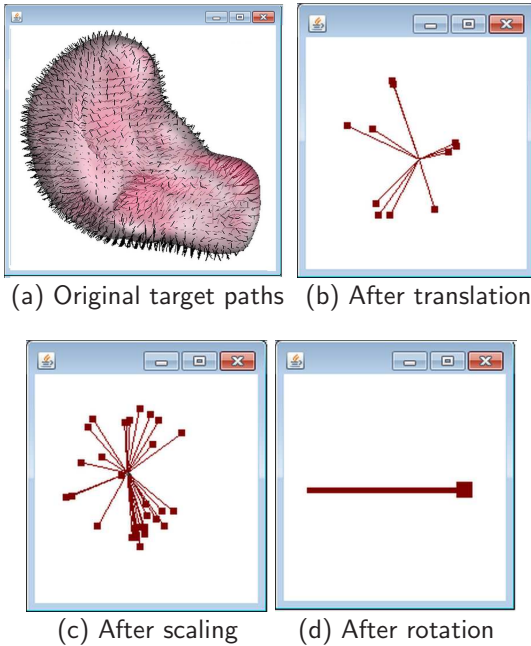 (a) Original target paths
(b) After translation
(c) After scaling
(d) After rotation